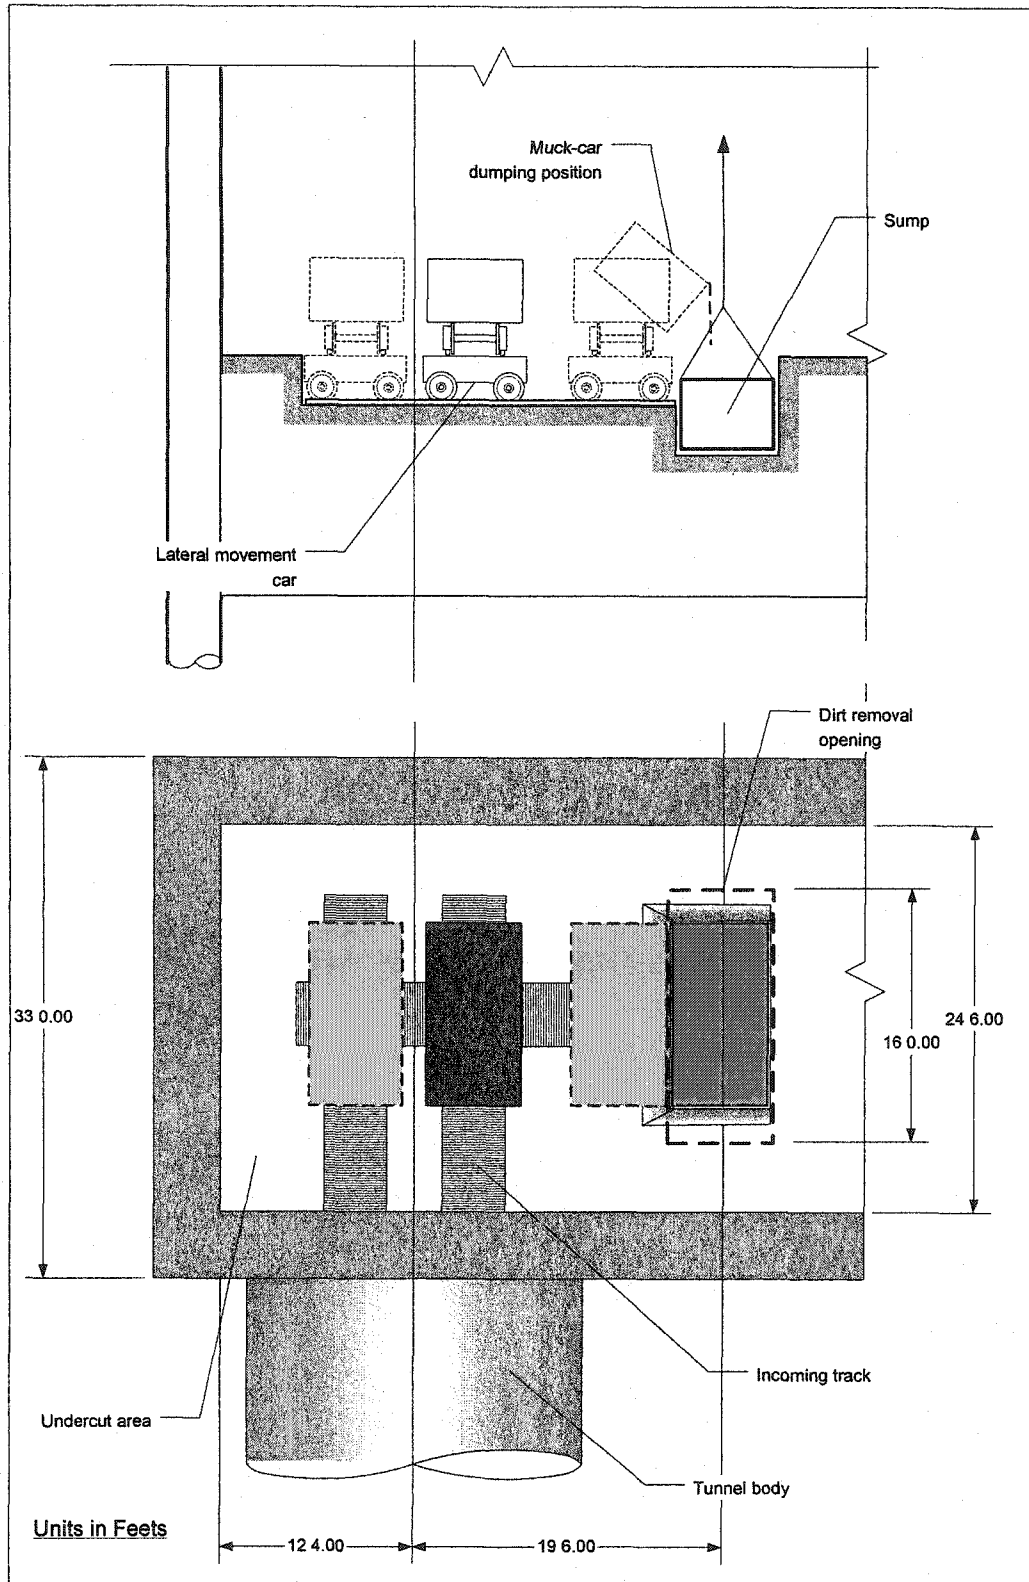 Muck-car
dumping position
Sump
Lateral movement
car
Dirt removal
opening
33 0.00
16 0.00
24 6.00
Incoming track
Undercut area
Tunnel body
Units in Feets
12 4.00
19 6.00